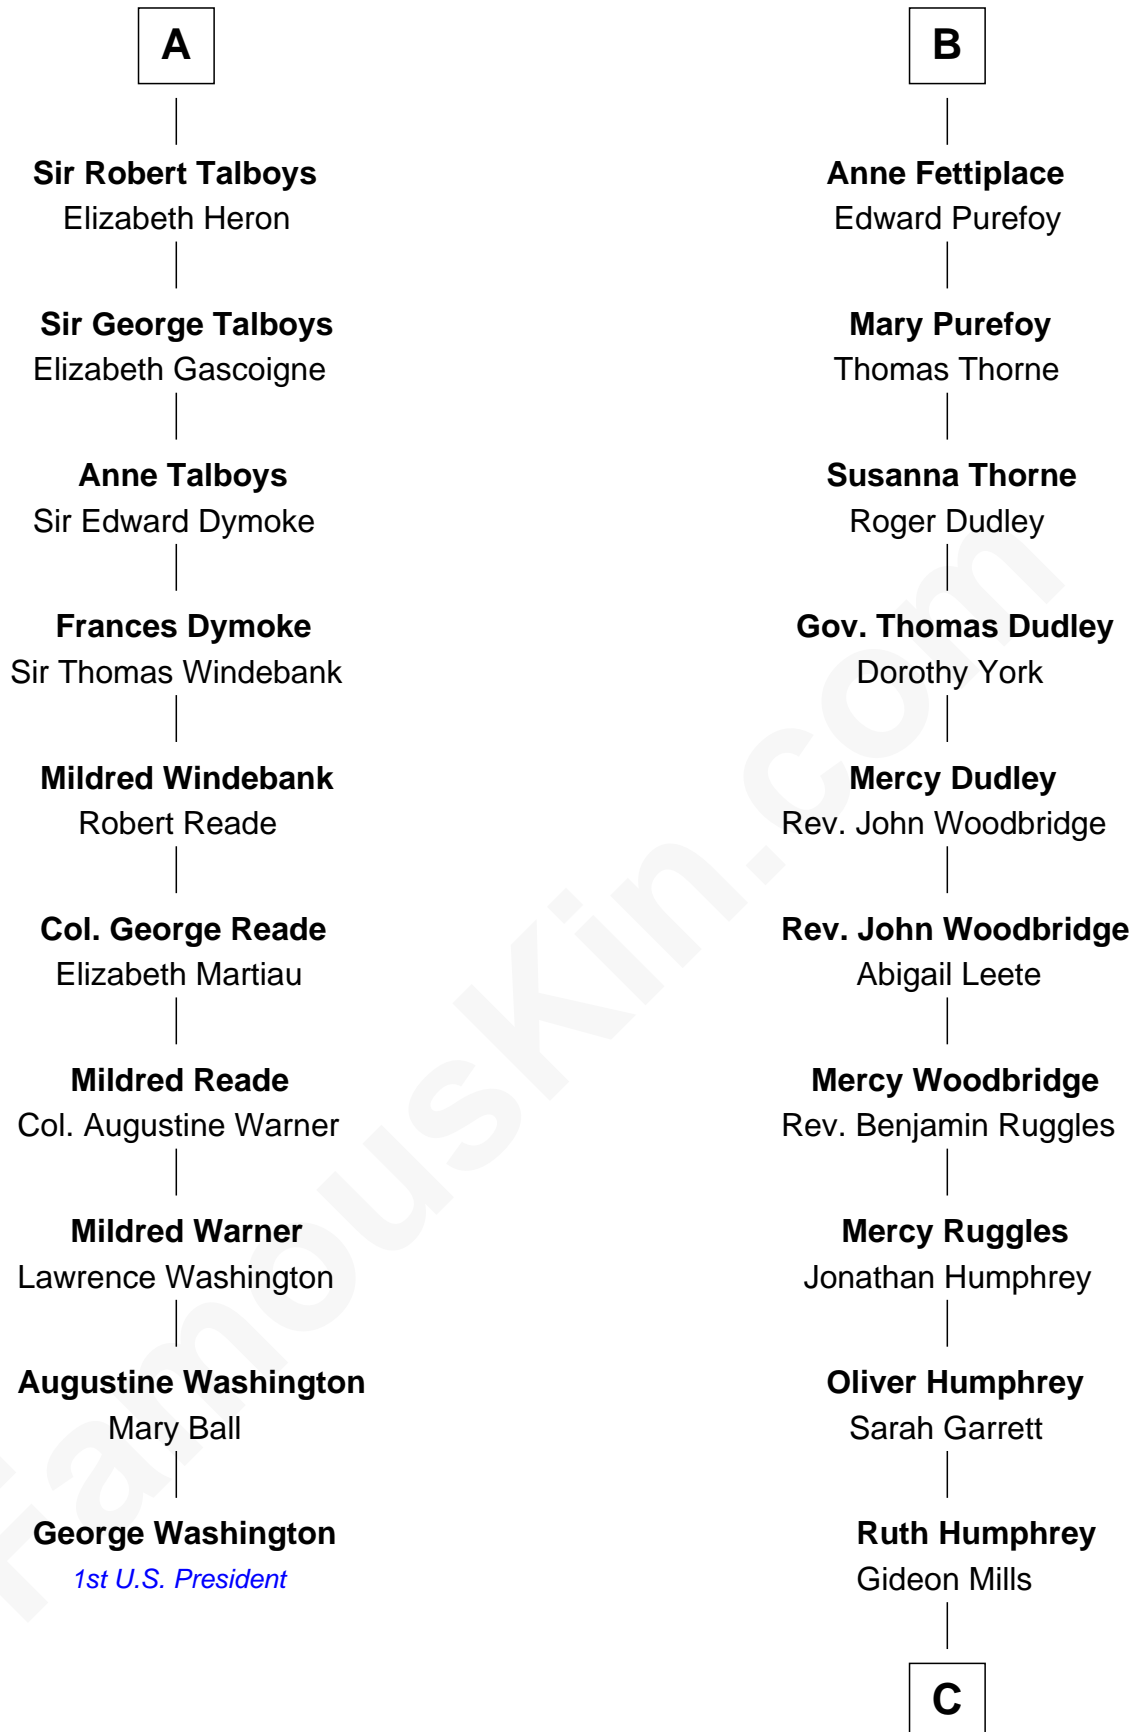 A
Sir Robert Talboys
Elizabeth Heron
Sir George Talboys
Elizabeth Gascoigne
Anne Talboys
Sir Edward Dymoke
Frances Dymoke
Sir Thomas Windebank
Mildred Windebank
Robert Reade
Col. George Reade
Elizabeth Martiau
Mildred Reade
Col. Augustine Warner
Mildred Warner
Lawrence Washington
Augustine Washington
Mary Ball
George Washington
1st U.S. President
B
Anne Fettiplace
Edward Purefoy
Mary Purefoy
Thomas Thorne
Susanna Thorne
Roger Dudley
Gov. Thomas Dudley
Dorothy York
Mercy Dudley
Rev. John Woodbridge
Rev. John Woodbridge
Abigail Leete
Mercy Woodbridge
Rev. Benjamin Ruggles
Mercy Ruggles
Jonathan Humphrey
Oliver Humphrey
Sarah Garrett
Ruth Humphrey
Gideon Mills
C
FamousKin.com